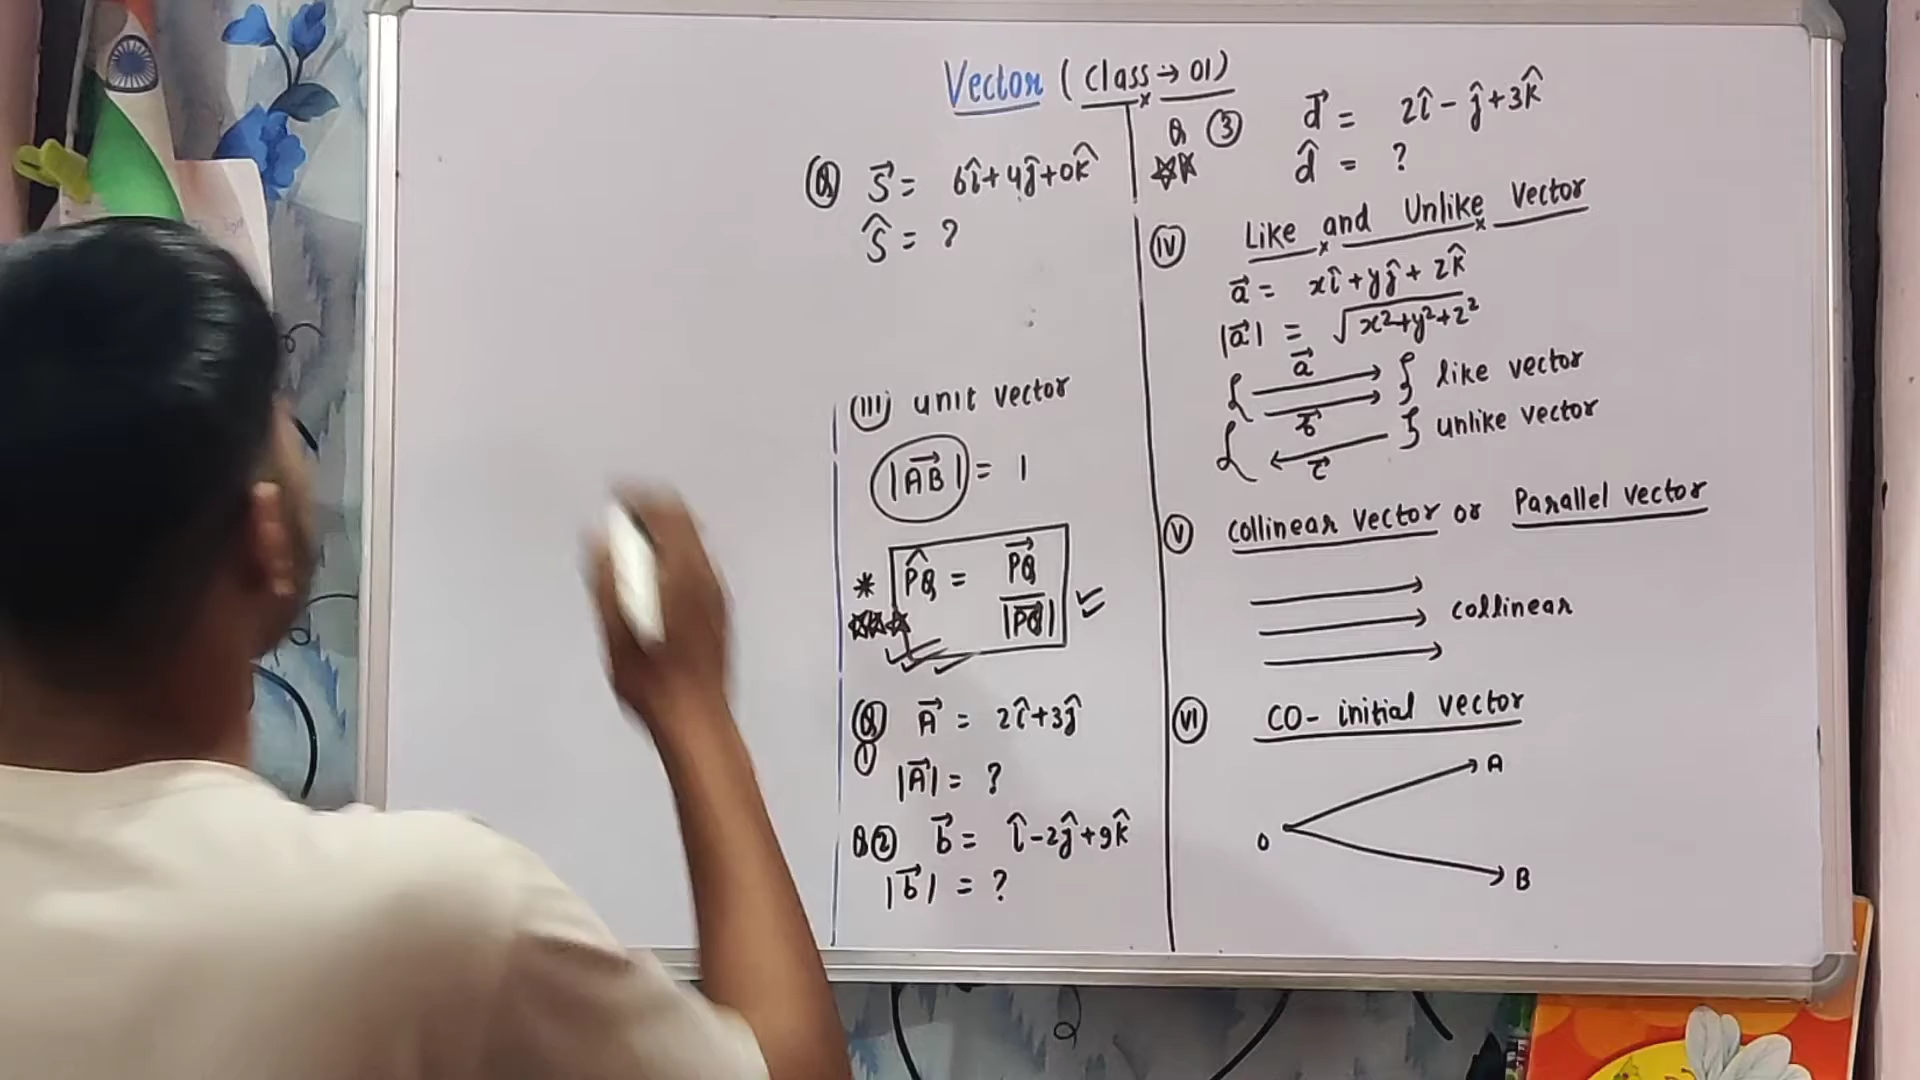 Vector (Class → 01)
Q S⃗ = 6î + 4ĵ + 0k̂
Ŝ = ?
(III) unit vector
|AB⃗| = 1
* P̂Q = PQ⃗ / |PQ⃗|
Q 1 A⃗ = 2î + 3ĵ
|A⃗| = ?
Q 2 b⃗ = î - 2ĵ + 9k̂
|b⃗| = ?
Q 3 d⃗ = 2î - ĵ + 3k̂
d̂ = ?
(IV) Like and Unlike Vector
a⃗ = xî + yĵ + zk̂
|a⃗| = √x² + y² + z²
a⃗
like vector
b⃗
unlike vector
c⃗
(V) Collinear Vector or Parallel Vector
collinear
(VI) CO-initial vector
A
O
B